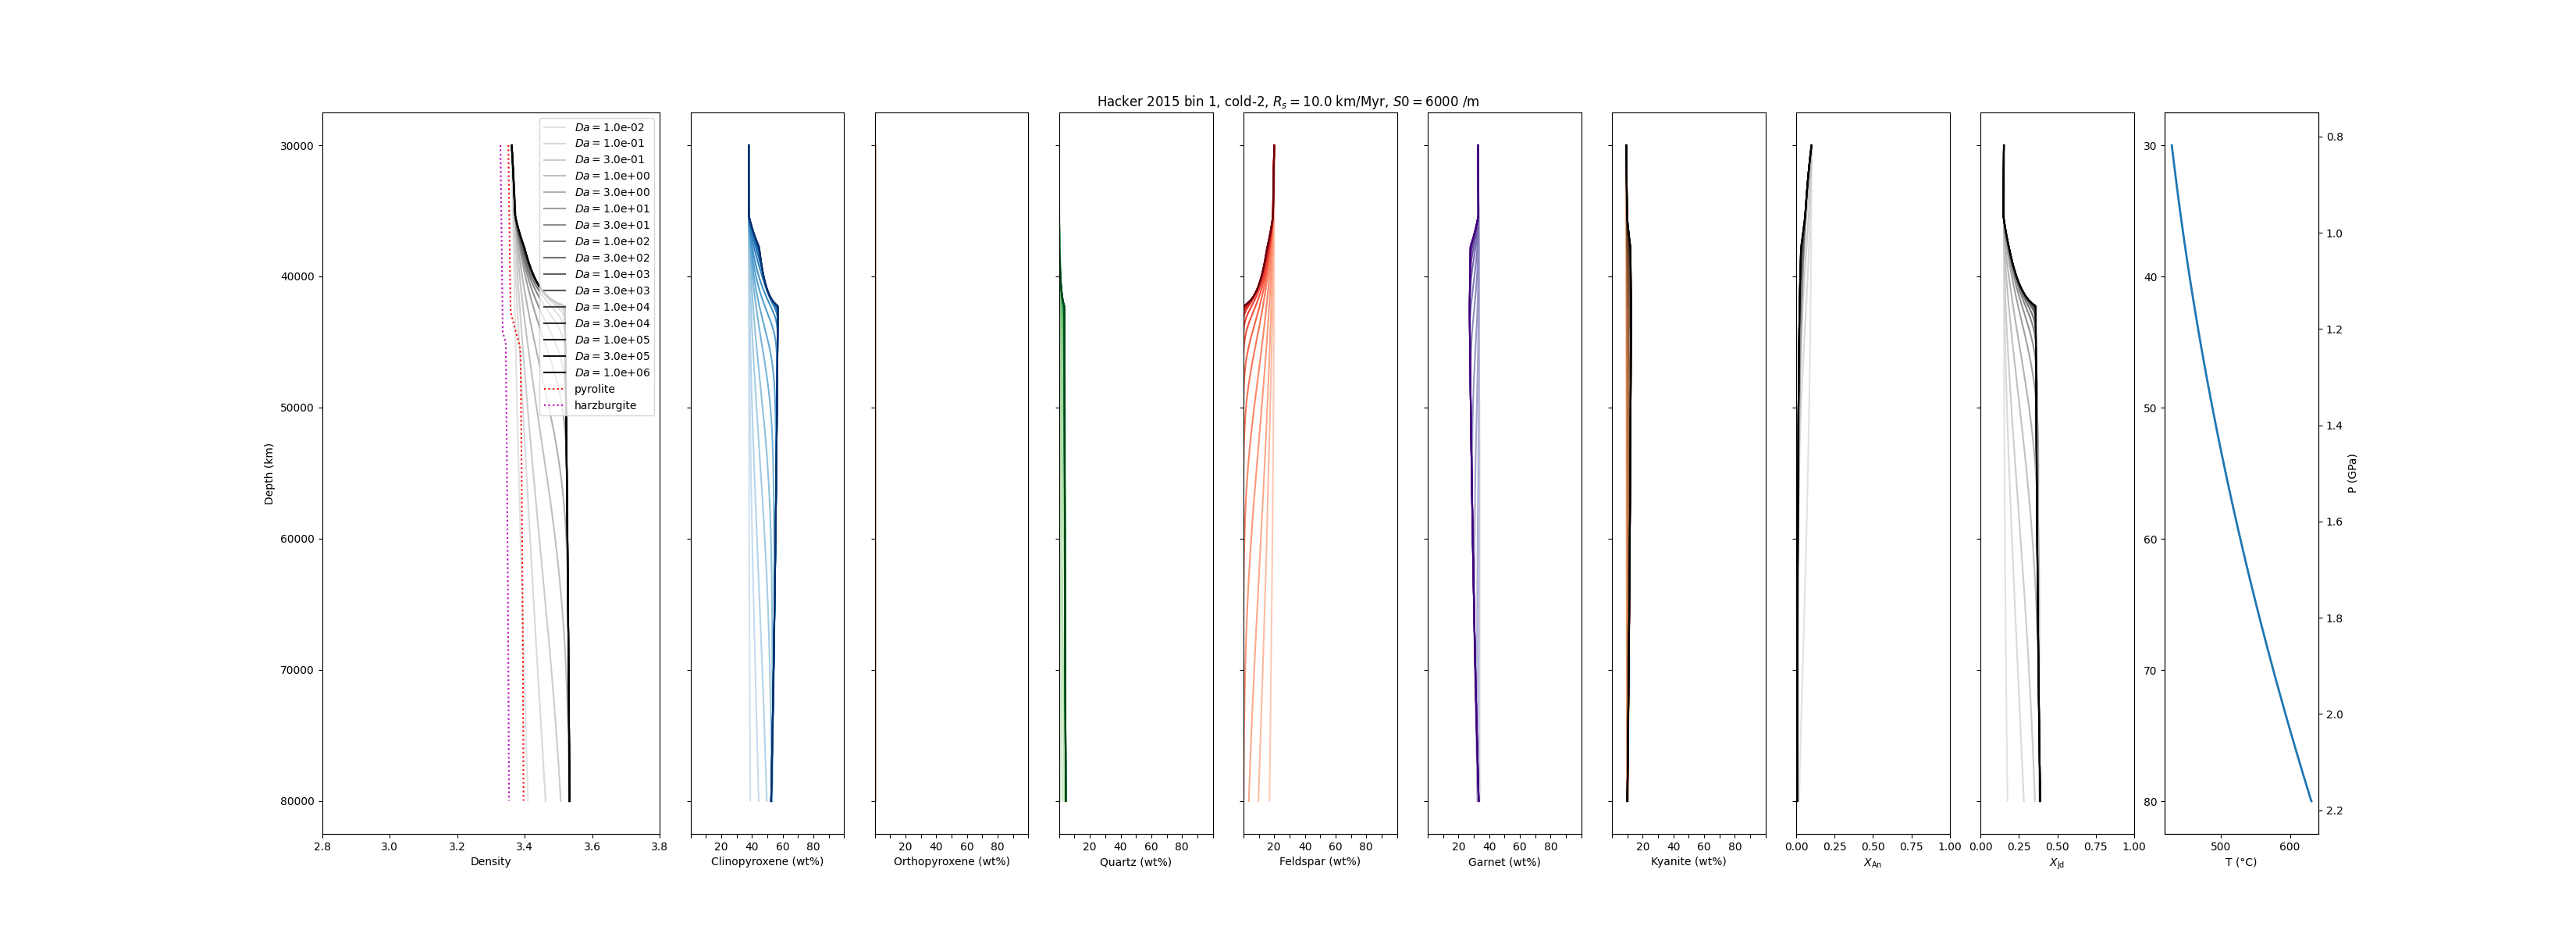 Hacker 2015 bin 1, cold-2, R_s = 10.0 km/Myr, S0 = 6000 /m
Da = 1.0e-02
Da = 1.0e-01
Da = 3.0e-01
Da = 1.0e+00
Da = 3.0e+00
Da = 1.0e+01
Da = 3.0e+01
Da = 1.0e+02
Da = 3.0e+02
Da = 1.0e+03
Da = 3.0e+03
Da = 1.0e+04
Da = 3.0e+04
Da = 1.0e+05
Da = 3.0e+05
Da = 1.0e+06
pyrolite
harzburgite
Depth (km)
30000
40000
50000
60000
70000
80000
2.8 3.0 3.2 3.4 3.6 3.8
Density
20 40 60 80
Clinopyroxene (wt%)
20 40 60 80
Orthopyroxene (wt%)
20 40 60 80
Quartz (wt%)
20 40 60 80
Feldspar (wt%)
20 40 60 80
Garnet (wt%)
20 40 60 80
Kyanite (wt%)
0.00 0.25 0.50 0.75 1.00
X_An
0.00 0.25 0.50 0.75 1.00
X_Jd
30
40
50
60
70
80
500 600
T (°C)
0.8
1.0
1.2
1.4
1.6
1.8
2.0
2.2
P (GPa)